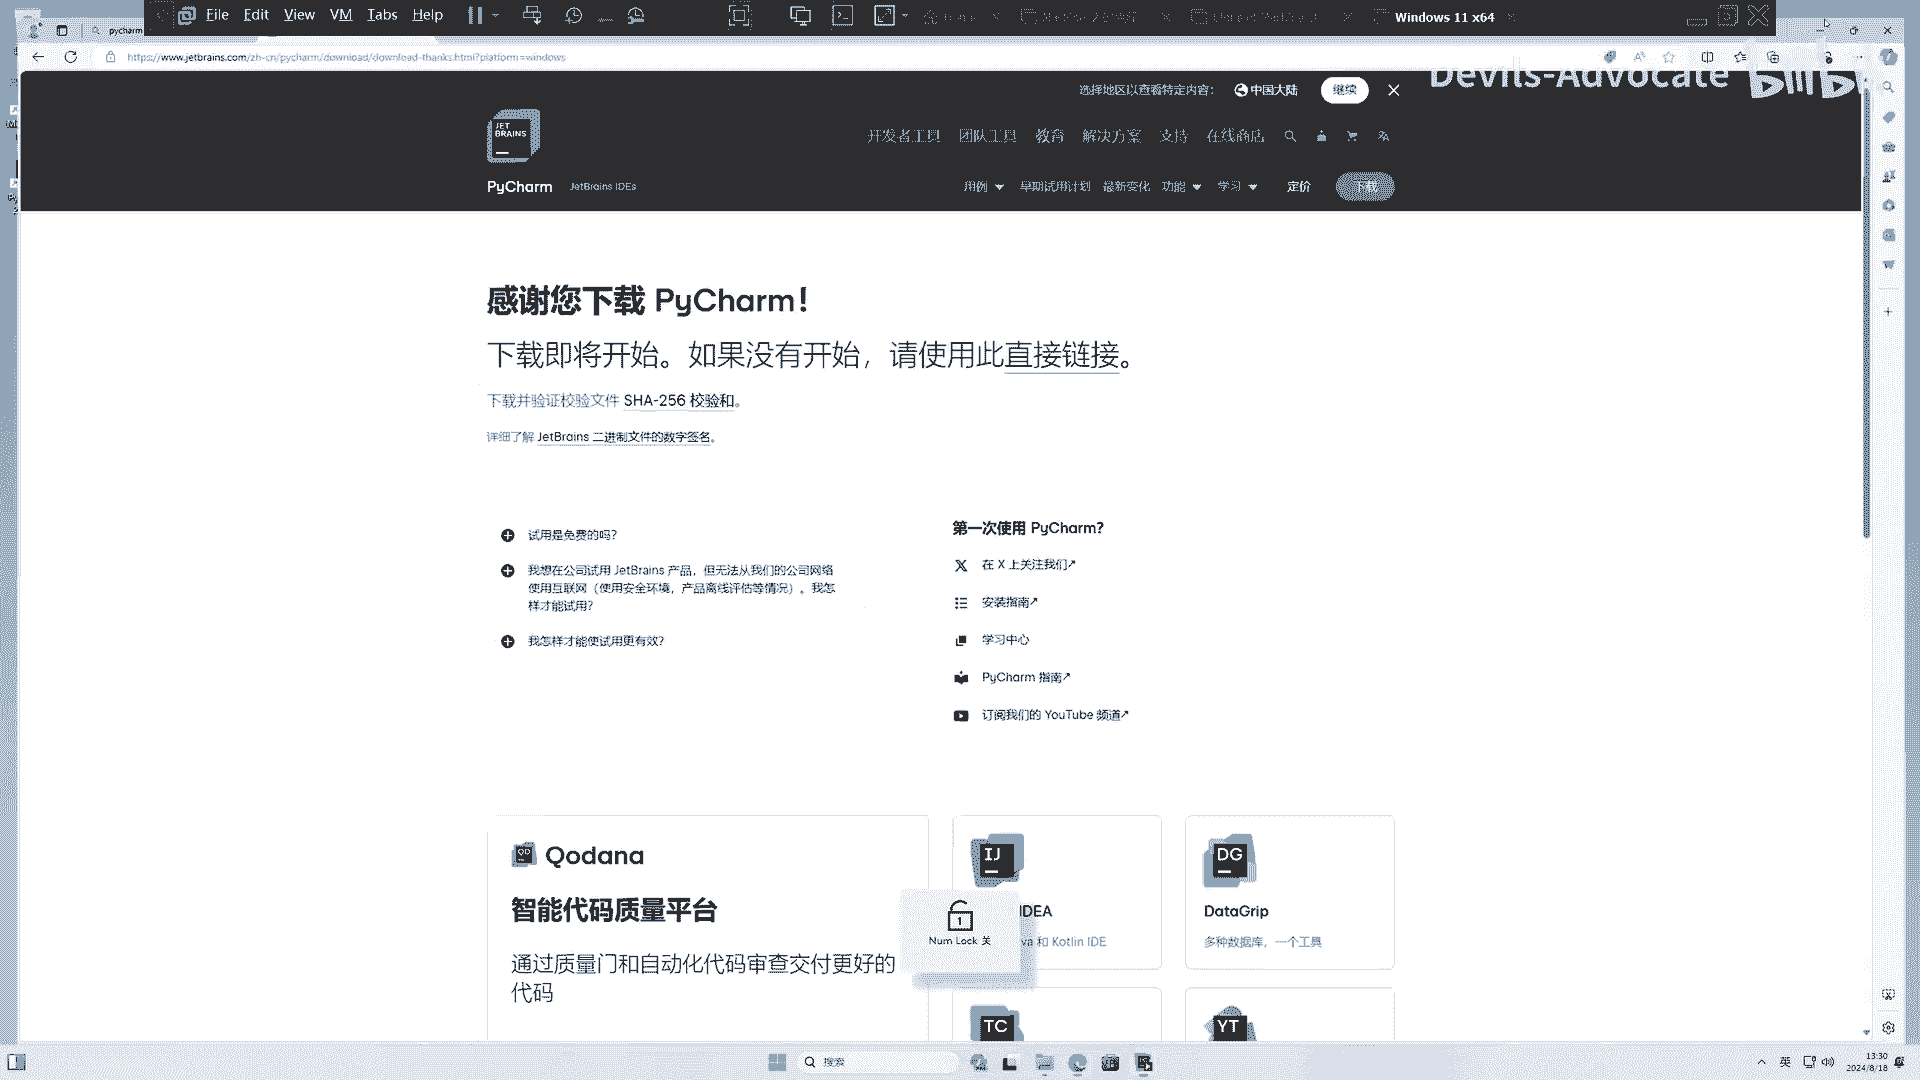 File Edit View VM Tabs Help
Windows 11 x64
pycharm
https://www.jetbrains.com/zh-cn/pycharm/download/download-thanks.html?platform=windows
Devils-Advocate
选择地区以查看特定内容：
中国大陆
继续
JET
BRAINS
开发者工具 团队工具 教育 解决方案 支持 在线商店
PyCharm JetBrains IDEs
用例 早期试用计划 最新变化 功能 学习 定价 下载
感谢您下载 PyCharm！
下载即将开始。如果没有开始，请使用此直接链接。
下载并验证校验文件 SHA-256 校验和。
详细了解 JetBrains 二进制文件的数字签名。
试用是免费的吗？
我想在公司试用 JetBrains 产品，但无法从我们的公司网络
使用互联网（使用安全环境，产品离线评估等情况）。我怎
样才能试用？
我怎样才能使试用更有效？
第一次使用 PyCharm？
在 X 上关注我们↗
安装指南↗
学习中心
PyCharm 指南↗
订阅我们的 YouTube 频道↗
QD
Qodana
智能代码质量平台
通过质量门和自动化代码审查交付更好的
代码
IJ
IDEA
va 和 Kotlin IDE
DG
DataGrip
多种数据库，一个工具
TC
YT
1
Num Lock 关
搜索
英
13:30
2024/8/18